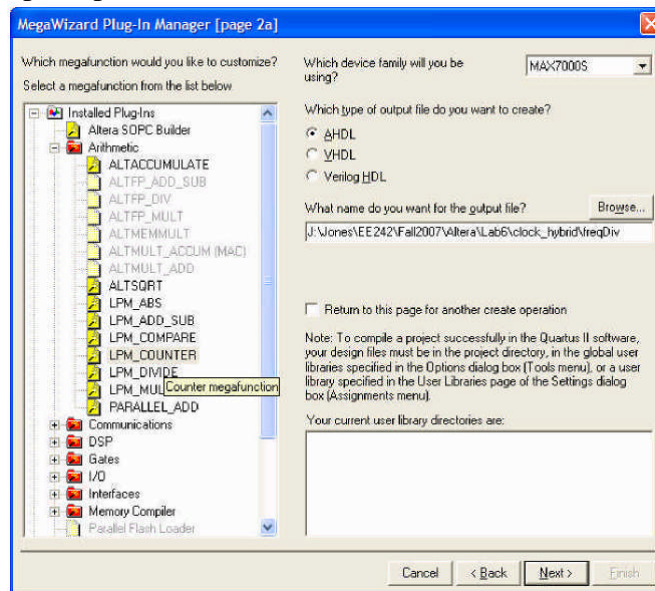 MegaWizard Plug-In Manager [page 2a]
Which megafunction would you like to customize?
Select a megafunction from the list below
Installed Plug-Ins
Altera SOPC Builder
Arithmetic
ALTACCUMULATE
ALTFP_ADD_SUB
ALTFP_DIV
ALTFP_MULT
ALTMEMMULT
ALTMULT_ACCUM (MAC)
ALTMULT_ADD
ALTSQRT
LPM_ABS
LPM_ADD_SUB
LPM_COMPARE
LPM_COUNTER
LPM_DIVIDE
LPM_MUL
Counter megafunction
PARALLEL_ADD
Communications
DSP
Gates
I/O
Interfaces
Memory Compiler
Parallel Flash Loader
Which device family will you be
using?
MAX7000S
Which type of output file do you want to create?
AHDL
VHDL
Verilog HDL
What name do you want for the output file?
Browse...
J:\Jones\EE242\Fall2007\Altera\Lab6\clock_hybrid\freqDiv
Return to this page for another create operation
Note: To compile a project successfully in the Quartus II software,
your design files must be in the project directory, in the global user
libraries specified in the Options dialog box (Tools menu), or a user
library specified in the User Libraries page of the Settings dialog
box (Assignments menu).
Your current user library directories are:
Cancel
< Back
Next >
Finish